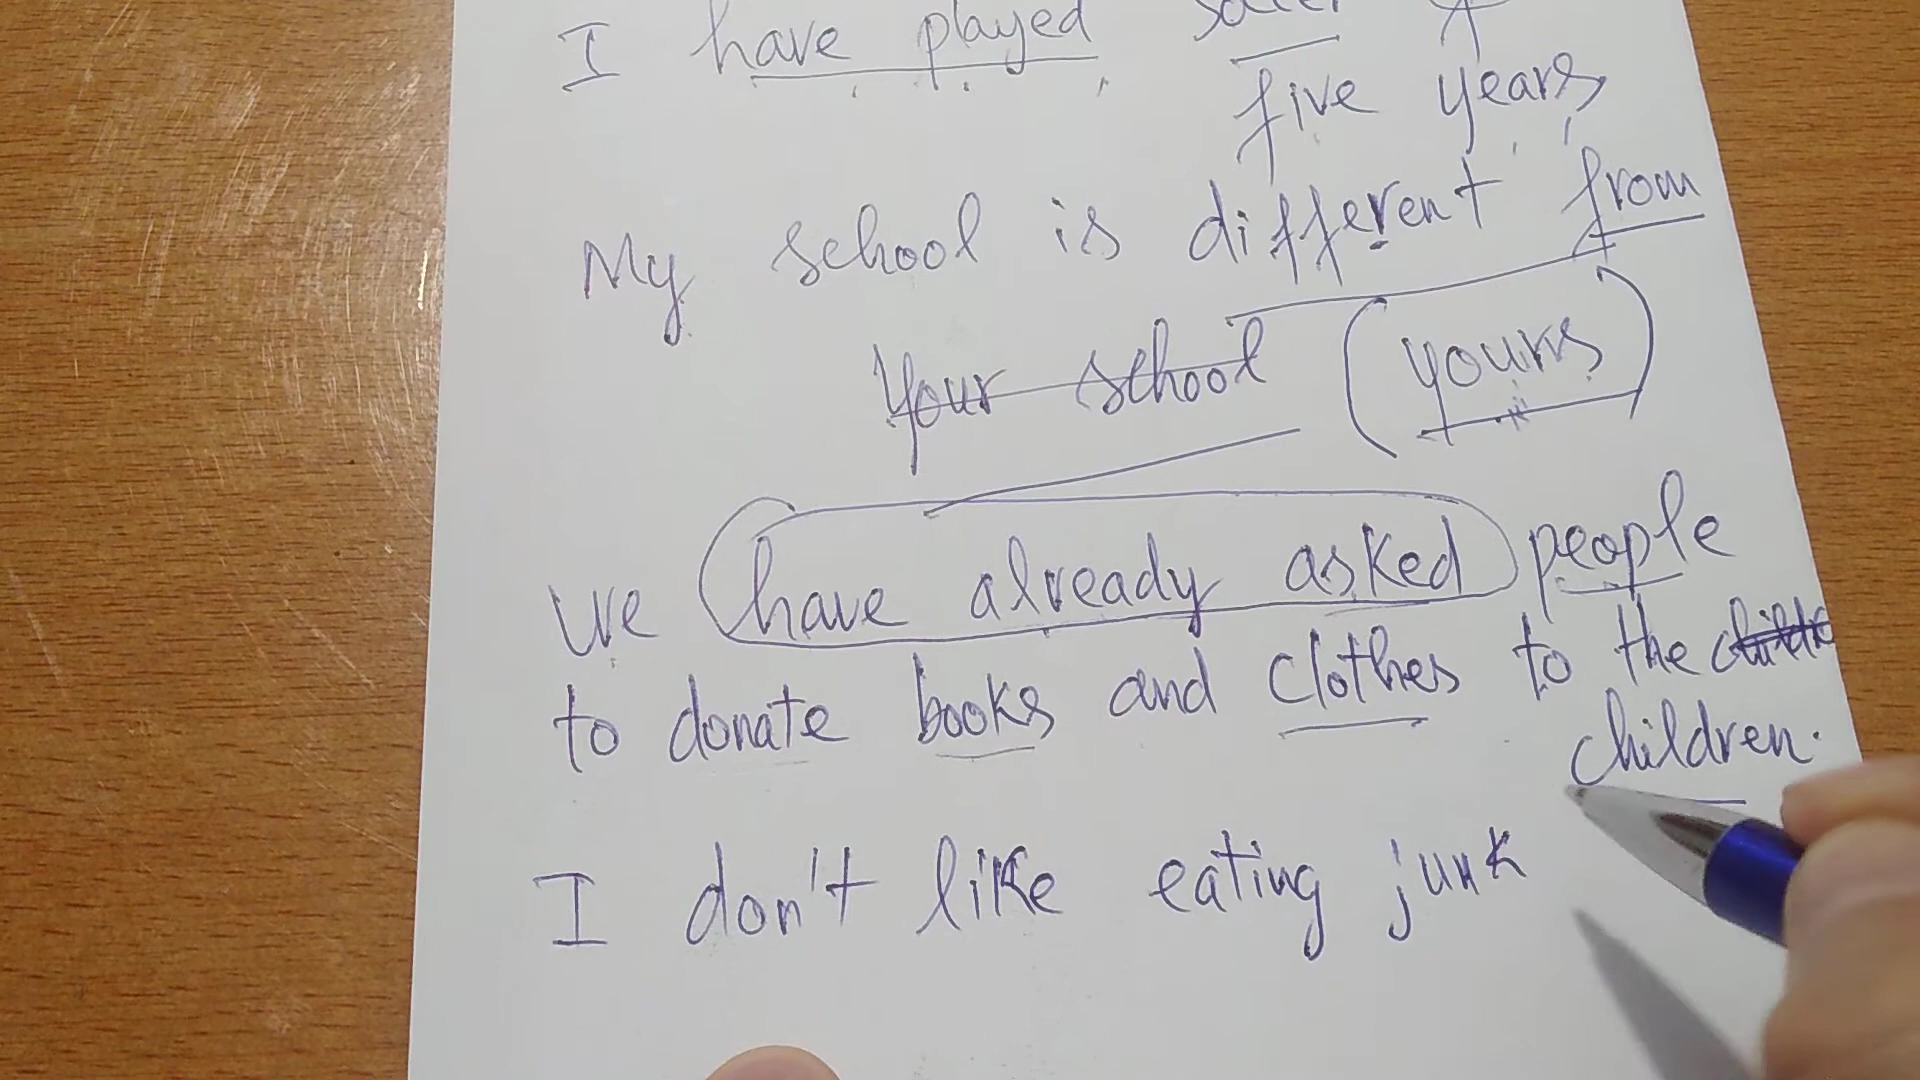 I have played
five years
My school is different from
Your school (yours)
We have already asked people
to donate books and clothes to the
children.
I don't like eating junk